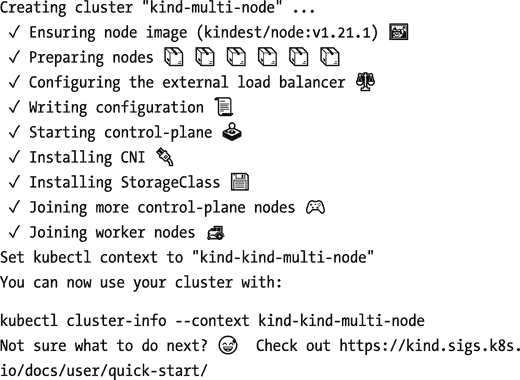 Creating cluster "kind-multi-node" ...
✓ Ensuring node image (kindest/node:v1.21.1) 🖼
✓ Preparing nodes 📦 📦 📦 📦 📦 📦
✓ Configuring the external load balancer ⚖️
✓ Writing configuration 📜
✓ Starting control-plane 🕹️
✓ Installing CNI 🔌
✓ Installing StorageClass 💾
✓ Joining more control-plane nodes 🎮
✓ Joining worker nodes 🚜
Set kubectl context to "kind-kind-multi-node"
You can now use your cluster with:
kubectl cluster-info --context kind-kind-multi-node
Not sure what to do next? 😅 Check out https://kind.sigs.k8s.
io/docs/user/quick-start/